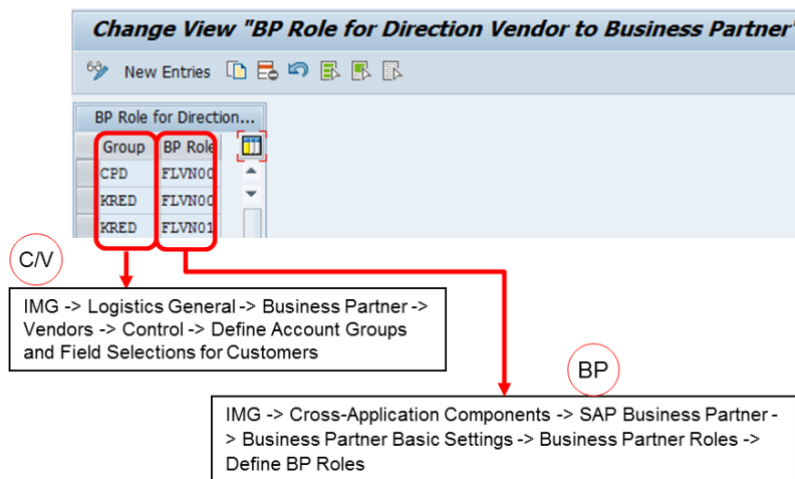 Change View "BP Role for Direction Vendor to Business Partner"
New Entries
BP Role for Direction...
Group BP Role
CPD FLVN00
KRED FLVN00
KRED FLVN01
C/V
IMG -> Logistics General -> Business Partner ->
Vendors -> Control -> Define Account Groups
and Field Selections for Customers
BP
IMG -> Cross-Application Components -> SAP Business Partner -
> Business Partner Basic Settings -> Business Partner Roles ->
Define BP Roles